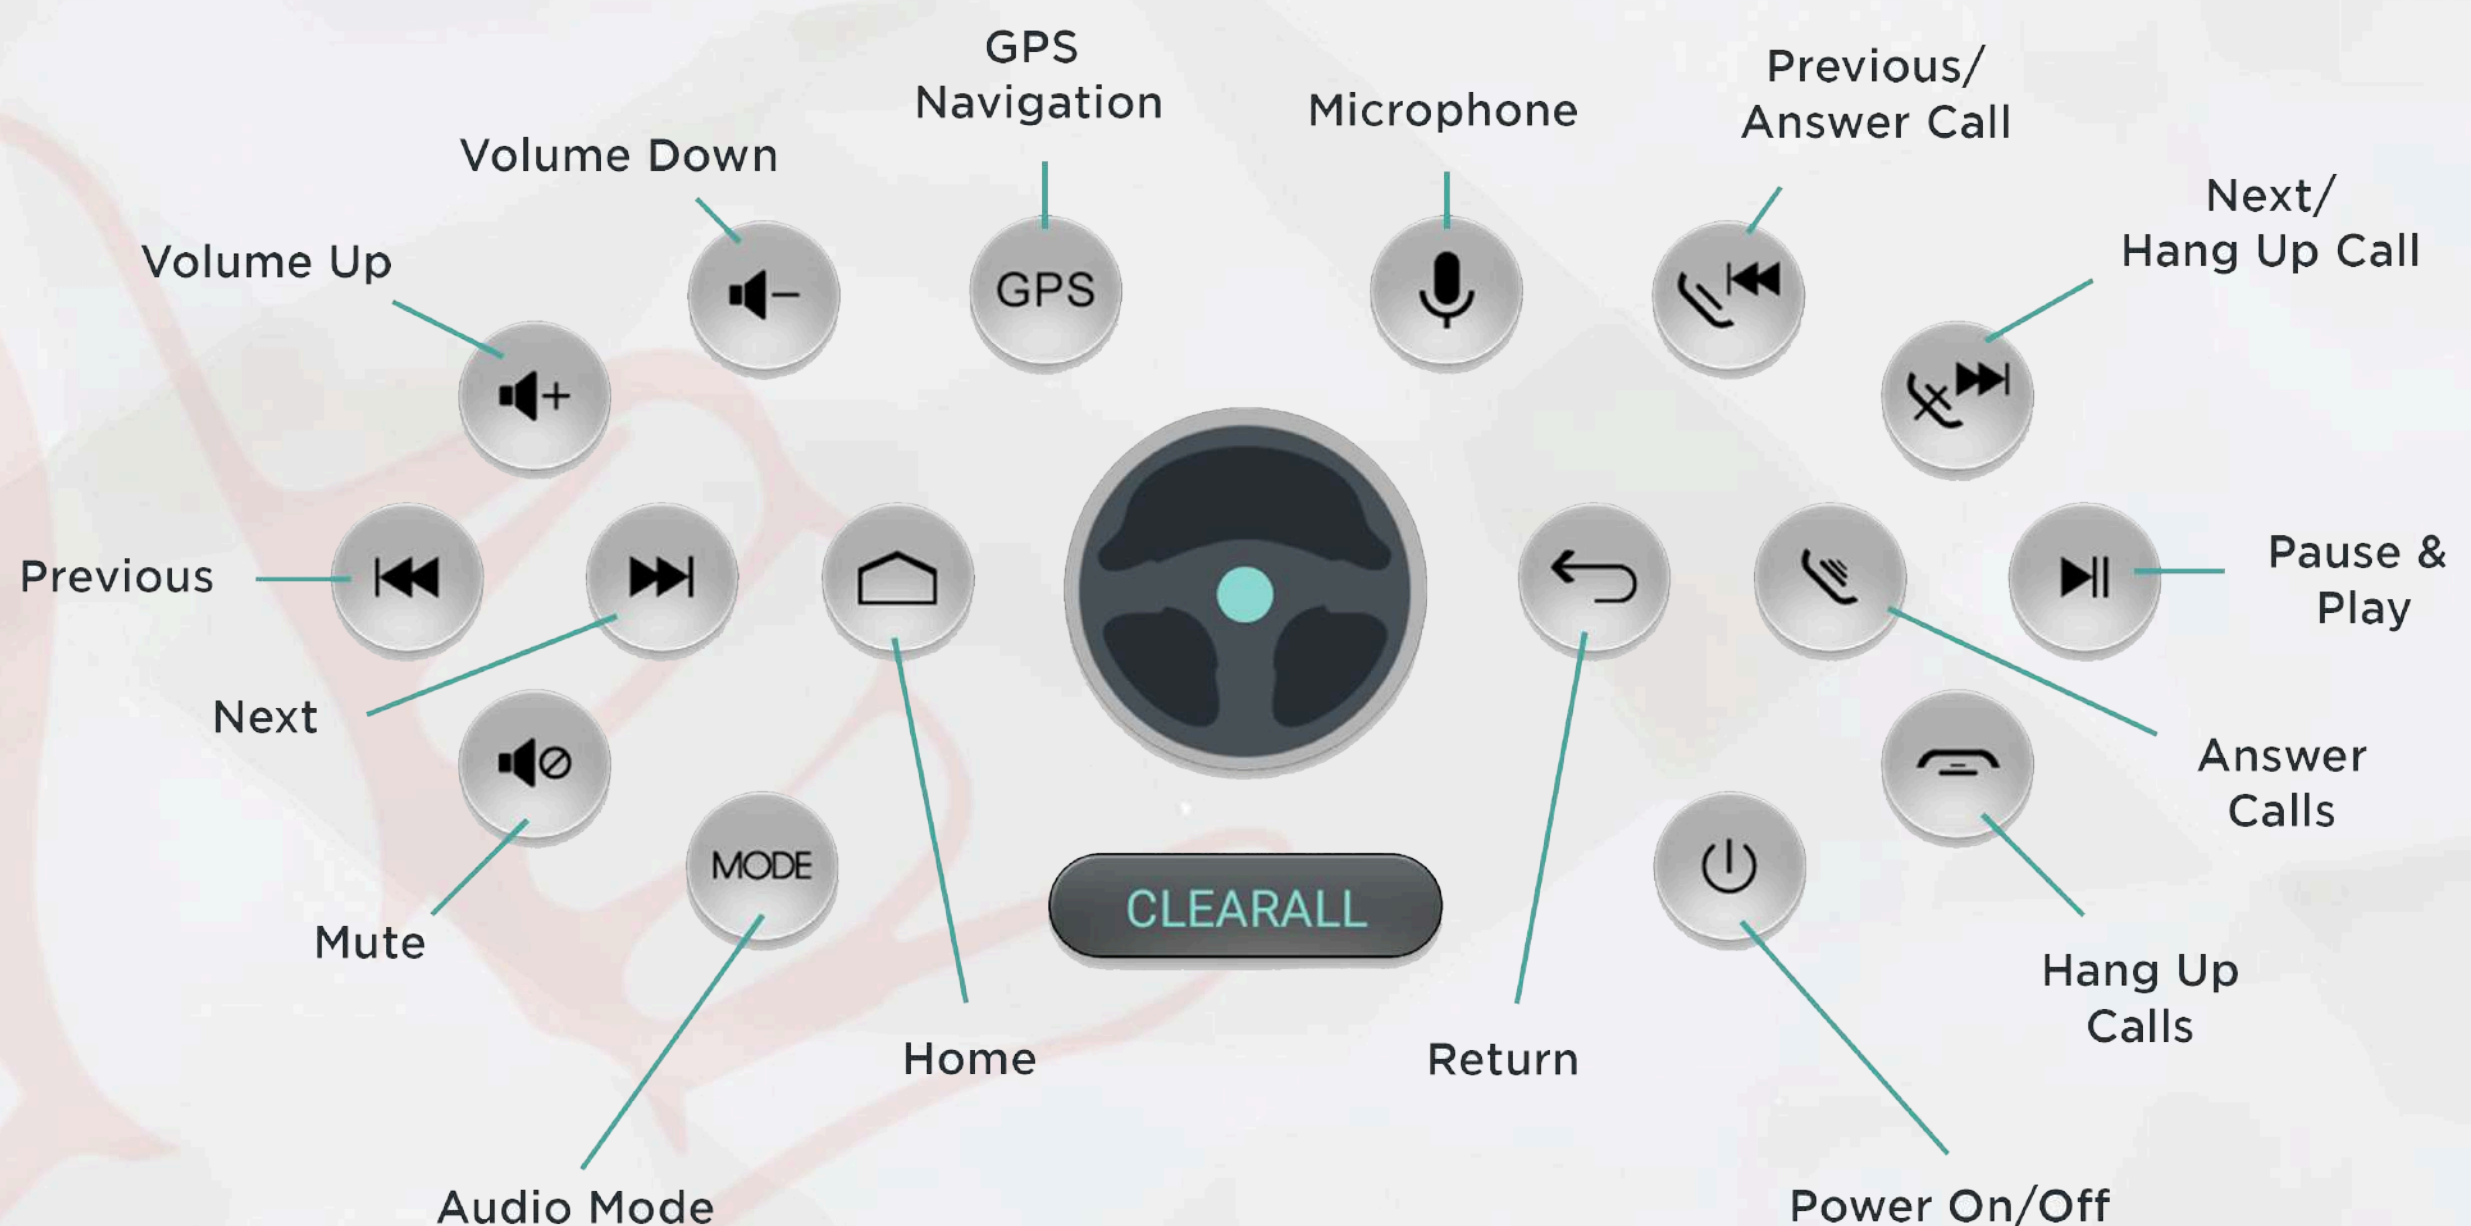 GPS
Navigation
Microphone
Previous/
Answer Call
Volume Down
Next/
Hang Up Call
Volume Up
GPS
Previous
Pause &
Play
Next
Answer
Calls
MODE
CLEARALL
Mute
Hang Up
Calls
Home
Return
Audio Mode
Power On/Off